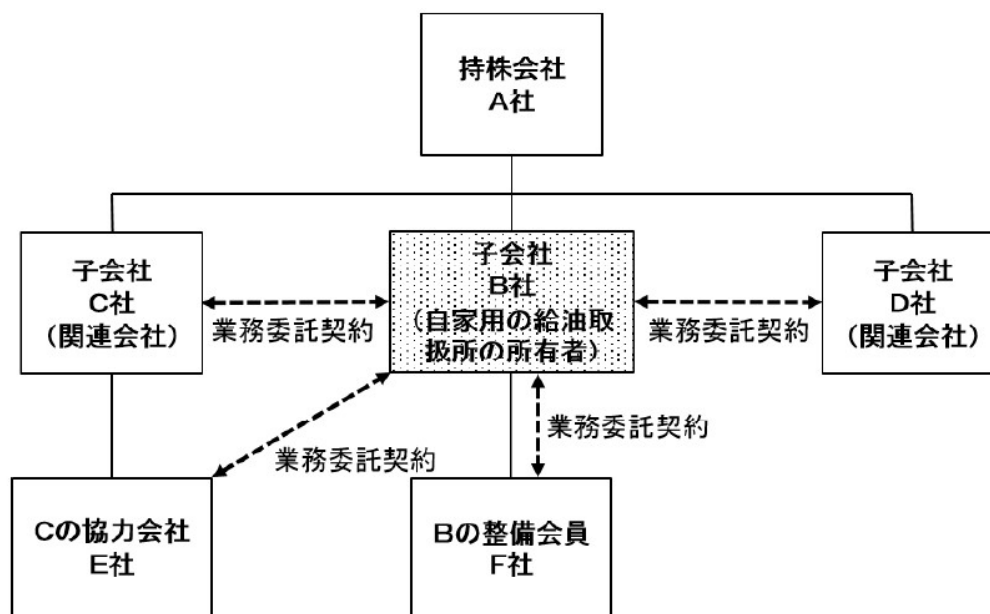 持株会社
A社
子会社
C社
(関連会社)
業務委託契約
子会社
B社
(自家用の給油取
扱所の所有者)
業務委託契約
子会社
D社
(関連会社)
業務委託契約
業務委託契約
Cの協力会社
E社
Bの整備会員
F社